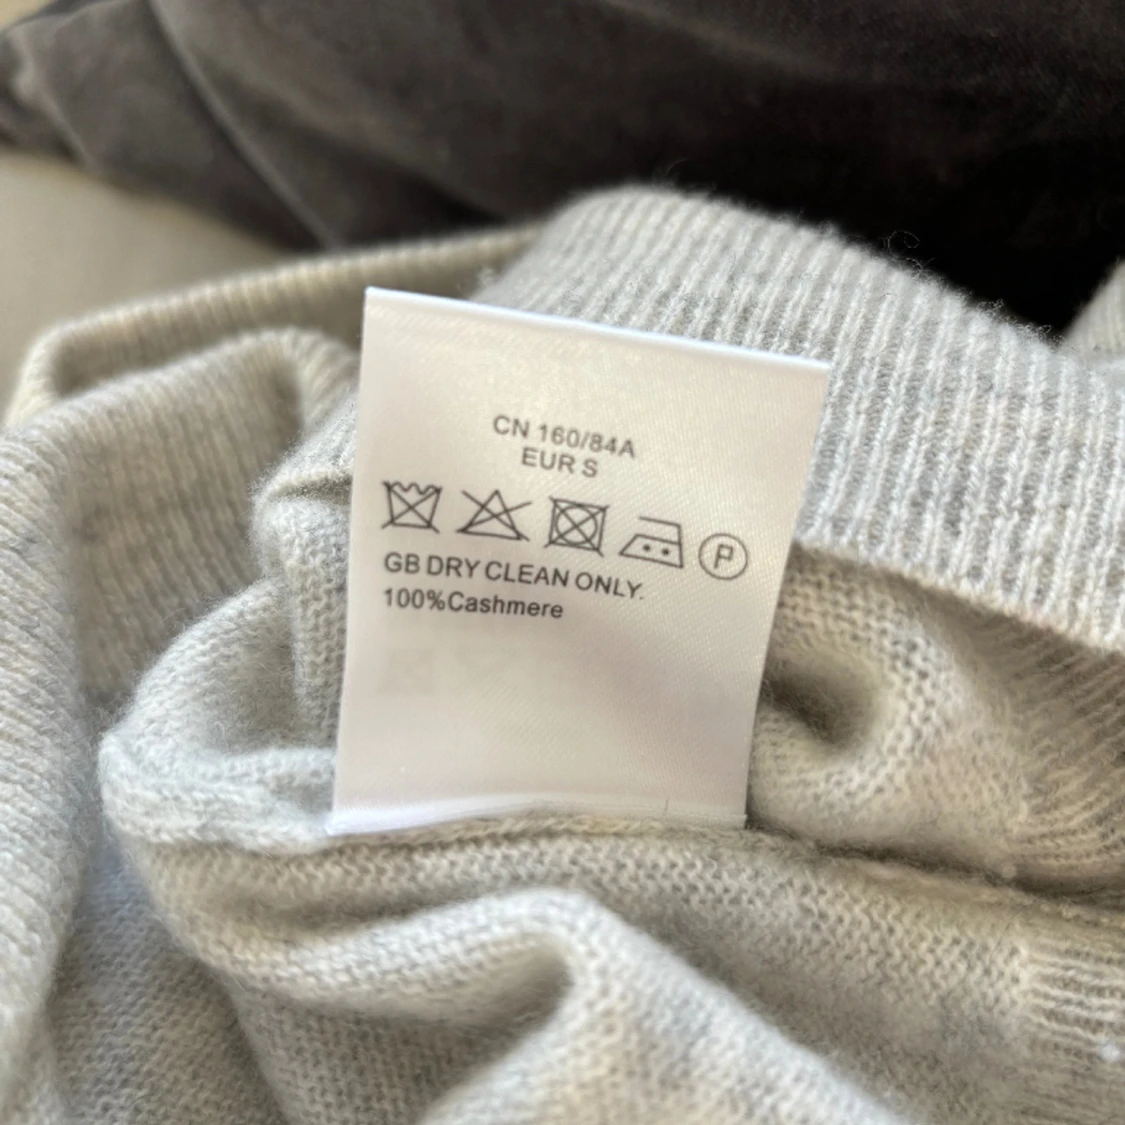 CN 160/84A
EUR S
P
GB DRY CLEAN ONLY.
100%Cashmere